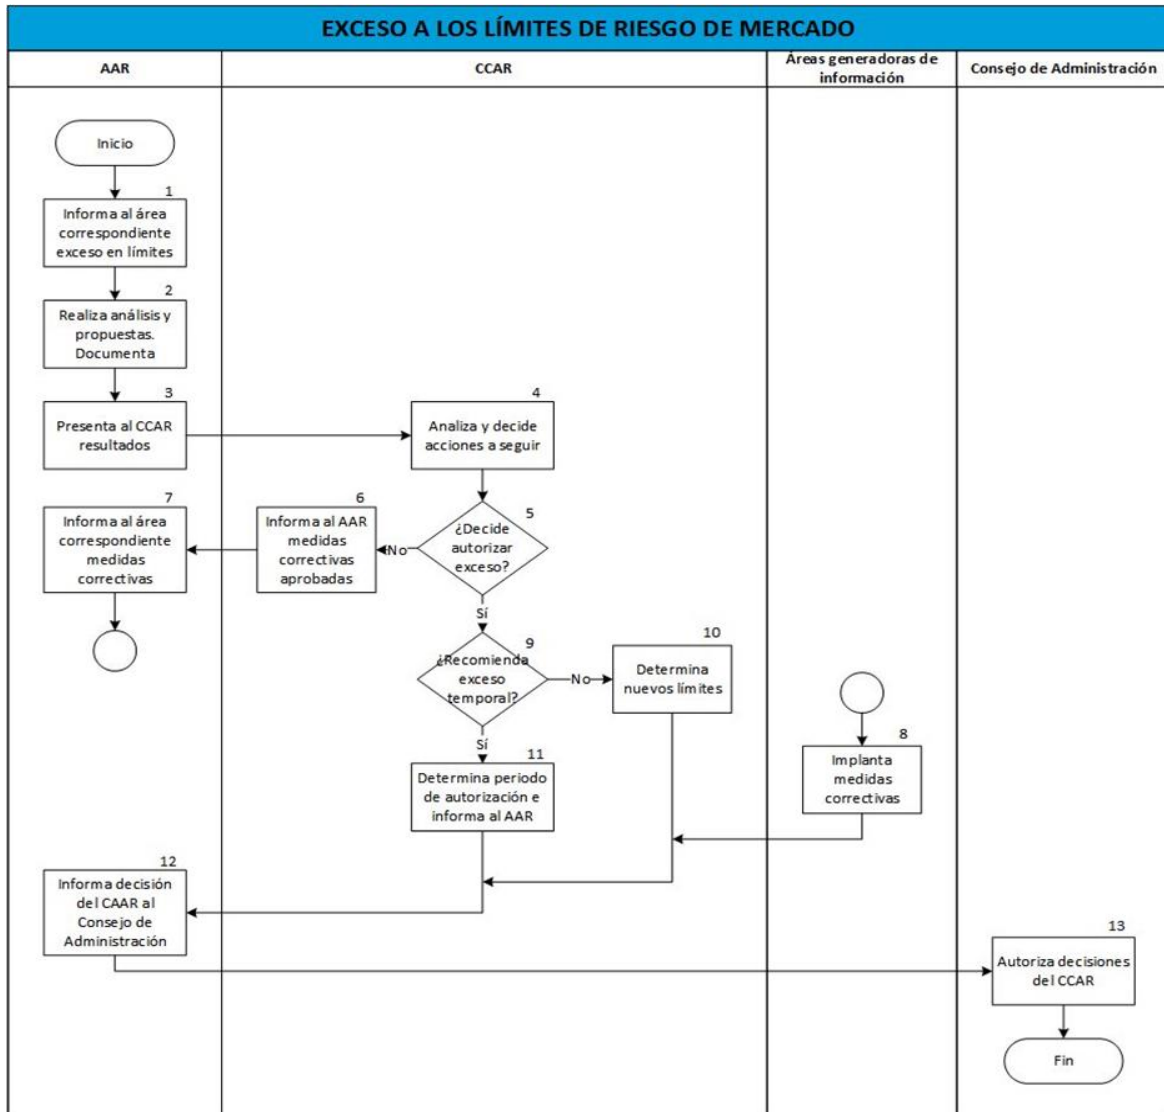 EXCESO A LOS LÍMITES DE RIESGO DE MERCADO
AAR
CCAR
Áreas generadoras de
información
Consejo de Administración
Inicio
1
Informa al área
correspondiente
exceso en límites
2
Realiza análisis y
propuestas.
Documenta
3
Presenta al CCAR
resultados
4
Analiza y decide
acciones a seguir
5
¿Decide
autorizar
exceso?
No
Sí
6
Informa al AAR
medidas
correctivas
aprobadas
7
Informa al área
correspondiente
medidas
correctivas
9
¿Recomienda
exceso
temporal?
No
Sí
10
Determina
nuevos límites
8
Implanta
medidas
correctivas
11
Determina periodo
de autorización e
informa al AAR
12
Informa decisión
del CAAR al
Consejo de
Administración
13
Autoriza decisiones
del CCAR
Fin